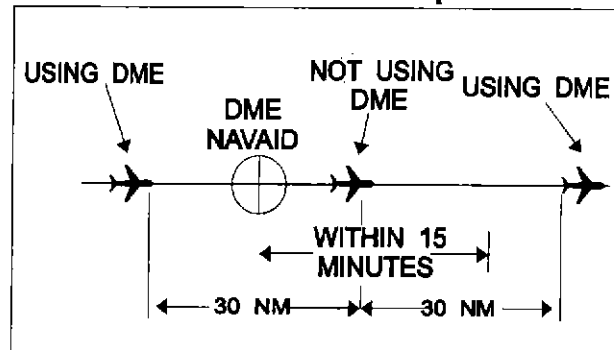 USING DME
DME
NAVAID
NOT USING
DME
USING DME
WITHIN 15
MINUTES
30 NM
30 NM